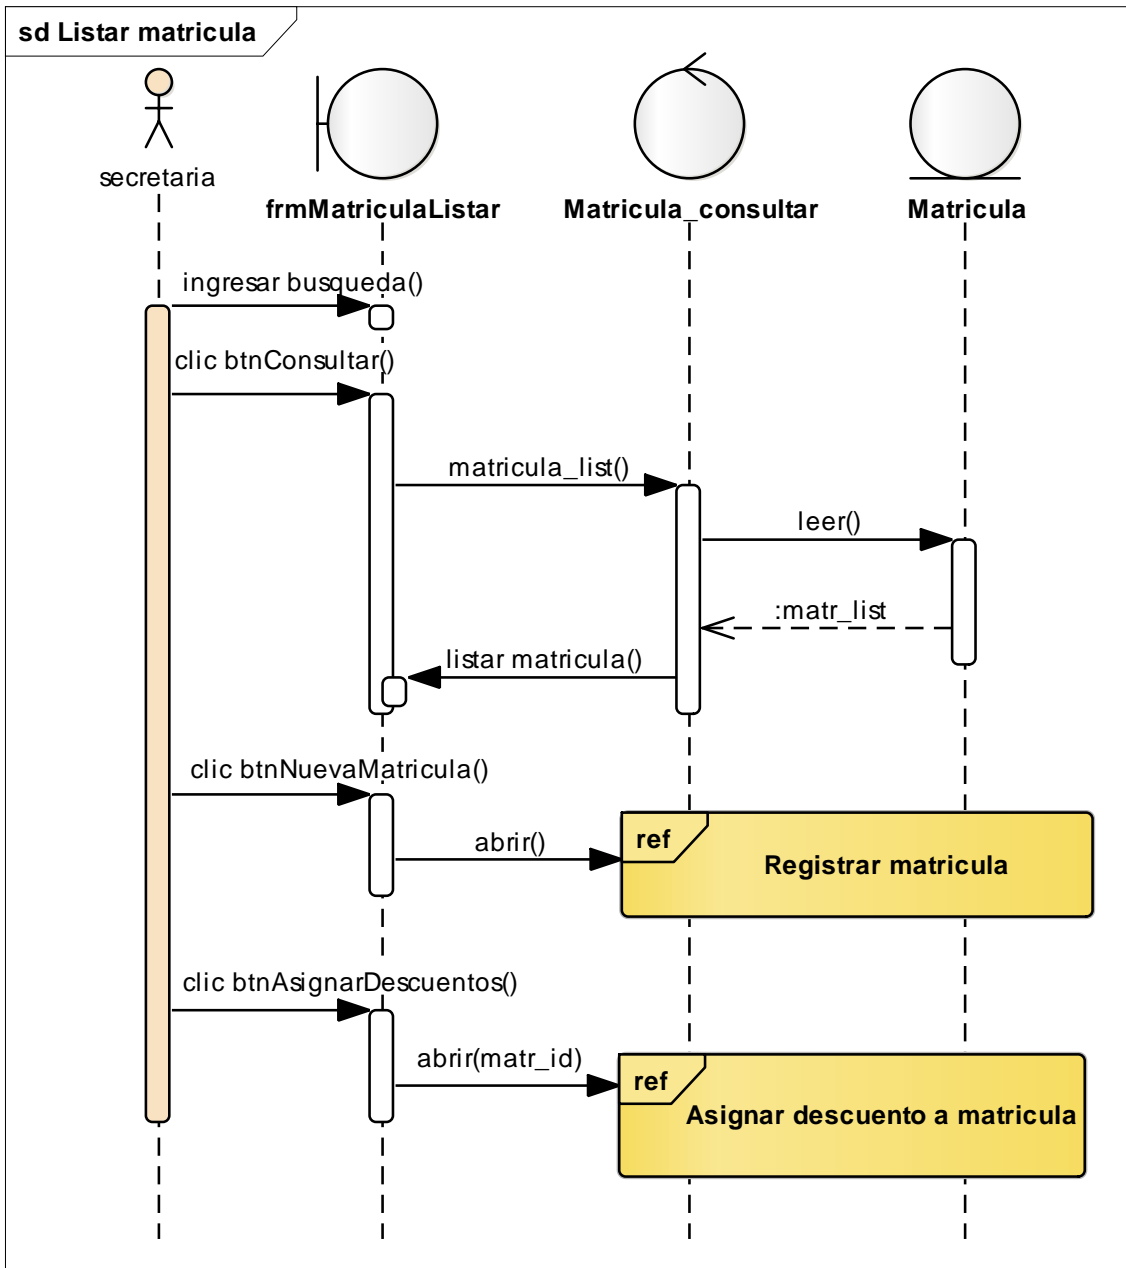 sd Listar matricula
secretaria
frmMatriculaListar
Matricula_consultar
Matricula
ingresar busqueda()
clic btnConsultar()
matricula_list()
leer()
:matr_list
listar matricula()
clic btnNuevaMatricula()
abrir()
ref
Registrar matricula
clic btnAsignarDescuentos()
abrir(matr_id)
ref
Asignar descuento a matricula